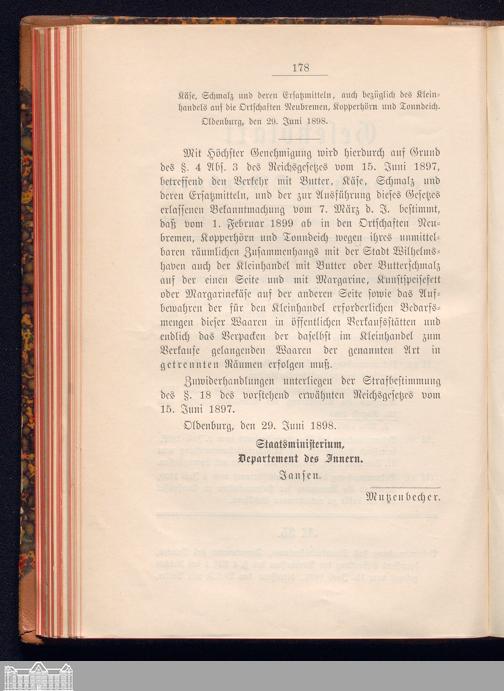 178
Käse, Schmalz und deren Ersatzmitteln, auch bezüglich des Klein-
handels auf die Ortschaften Neubremen, Kopperhörn und Tonndeich.
Oldenburg, den 29. Juni 1898.
Mit Höchster Genehmigung wird hierdurch auf Grund
des §. 4 Abs. 3 des Reichsgesetzes vom 15. Juni 1897,
betreffend den Verkehr mit Butter, Käse, Schmalz und
deren Ersatzmitteln, und der zur Ausführung dieses Gesetzes
erlassenen Bekanntmachung vom 7. März d. J. bestimmt,
daß vom 1. Februar 1899 ab in den Ortschaften Neu-
bremen, Kopperhörn und Tonndeich wegen ihres unmittel-
baren räumlichen Zusammenhangs mit der Stadt Wilhelms-
haven auch der Kleinhandel mit Butter oder Butterschmalz
auf der einen Seite und mit Margarine, Kunstspeisefett
oder Margarinekäse auf der anderen Seite sowie das Auf-
bewahren der für den Kleinhandel erforderlichen Bedarfs-
mengen dieser Waaren in öffentlichen Verkaufsstätten und
endlich das Verpacken der daselbst im Kleinhandel zum
Verkaufe gelangenden Waaren der genannten Art in
getrennten Räumen erfolgen muß.
Zuwiderhandlungen unterliegen der Strafbestimmung
des §. 18 des vorstehend erwähnten Reichsgesetzes vom
15. Juni 1897.
Oldenburg, den 29. Juni 1898.
Staatsministerium,
Departement des Innern.
Jansen.
Mutzenbecher.